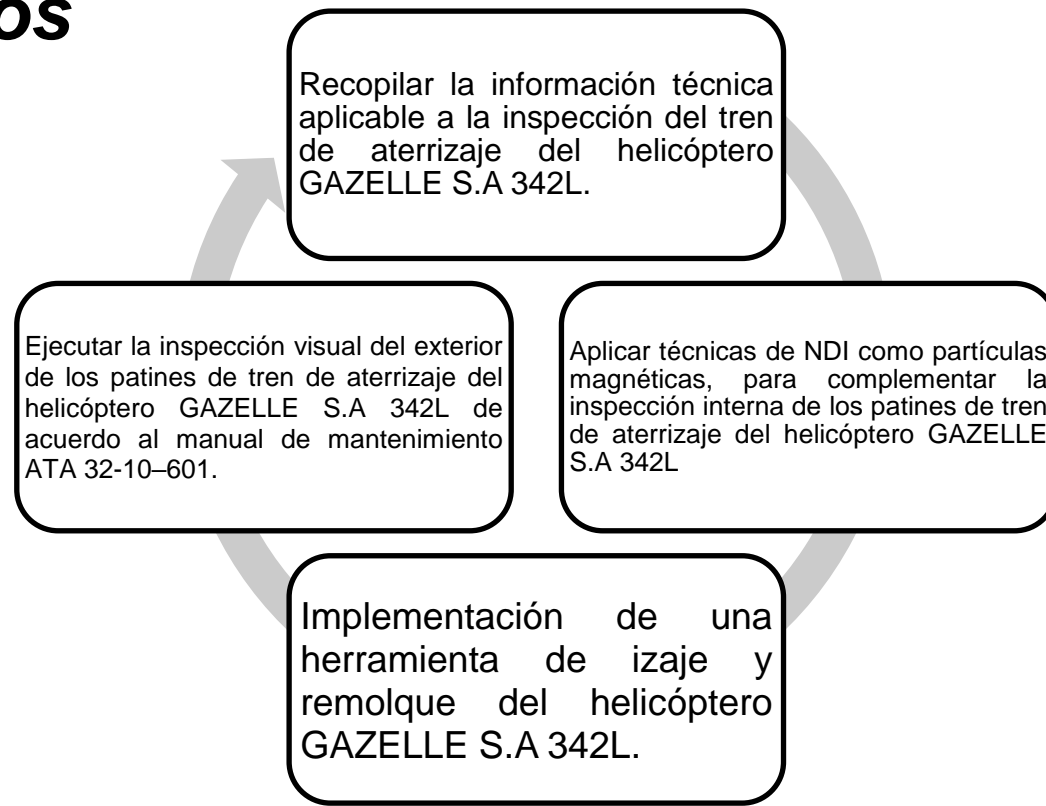 os
Recopilar la información técnica
aplicable a la inspección del tren
de aterrizaje del helicóptero
GAZELLE S.A 342L.
Aplicar técnicas de NDI como partículas
magnéticas, para complementar la
inspección interna de los patines de tren
de aterrizaje del helicóptero GAZELLE
S.A 342L
Implementación de una
herramienta de izaje y
remolque del helicóptero
GAZELLE S.A 342L.
Ejecutar la inspección visual del exterior
de los patines de tren de aterrizaje del
helicóptero GAZELLE S.A 342L de
acuerdo al manual de mantenimiento
ATA 32-10–601.